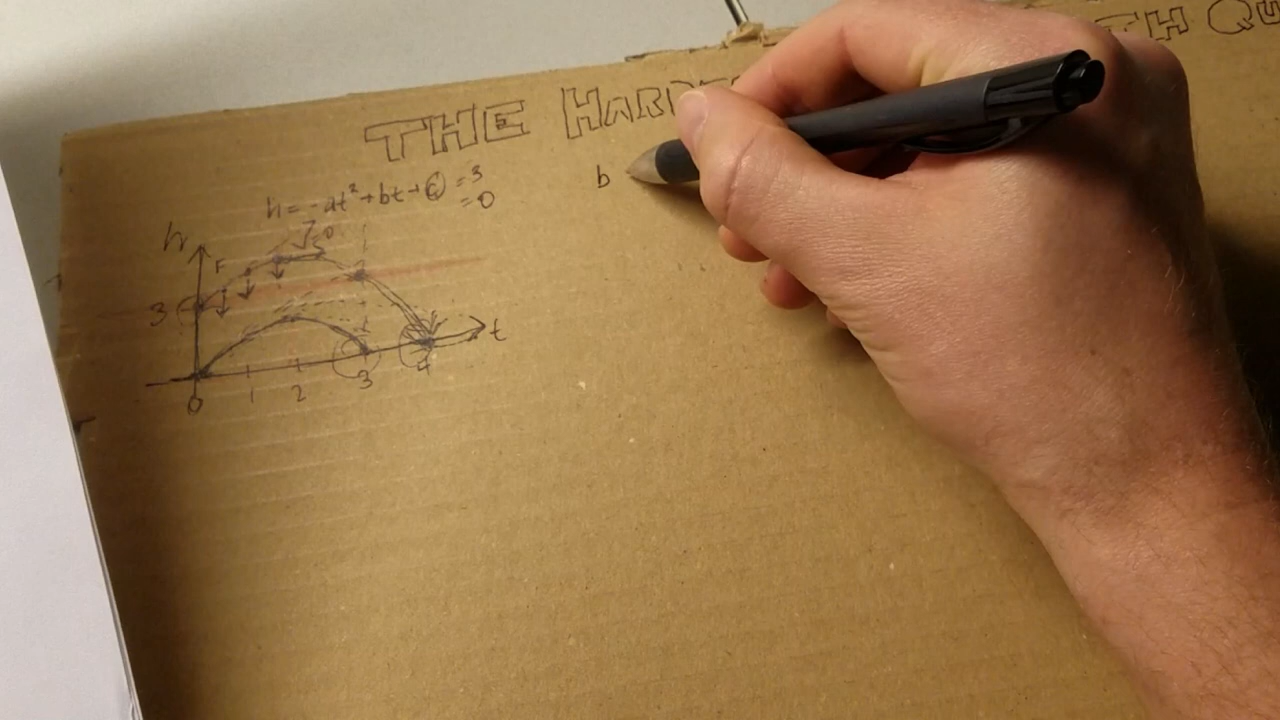 THE HARD TH QU
h = -at² + bt + c = 3
= 0
b
h
F
3
t
0 1 2 3 4